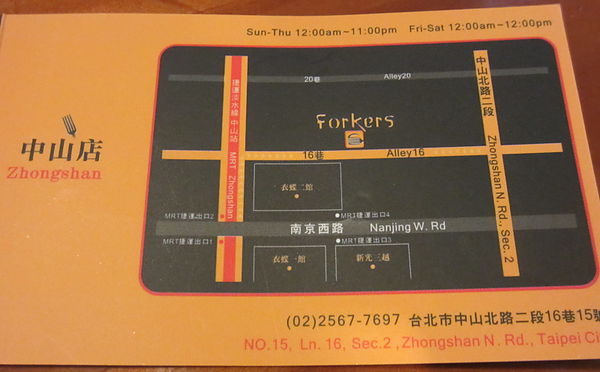 Sun-Thu 12:00am~11:00pm Fri-Sat 12:00am~12:00pm
中山店
Zhongshan
20巷 Alley20
捷運淡水線 中山站 MRT Zhongshan
中山北路二段 Zhongshan N. Rd., Sec. 2
Forkers
16巷 Alley16
衣蝶二館
MRT捷運出口2
MRT捷運出口4
南京西路 Nanjing W. Rd
MRT捷運出口1
MRT捷運出口3
衣蝶一館
新光三越
(02)2567-7697 台北市中山北路二段16巷15號
NO.15, Ln. 16, Sec.2 , Zhongshan N. Rd., Taipei Ci